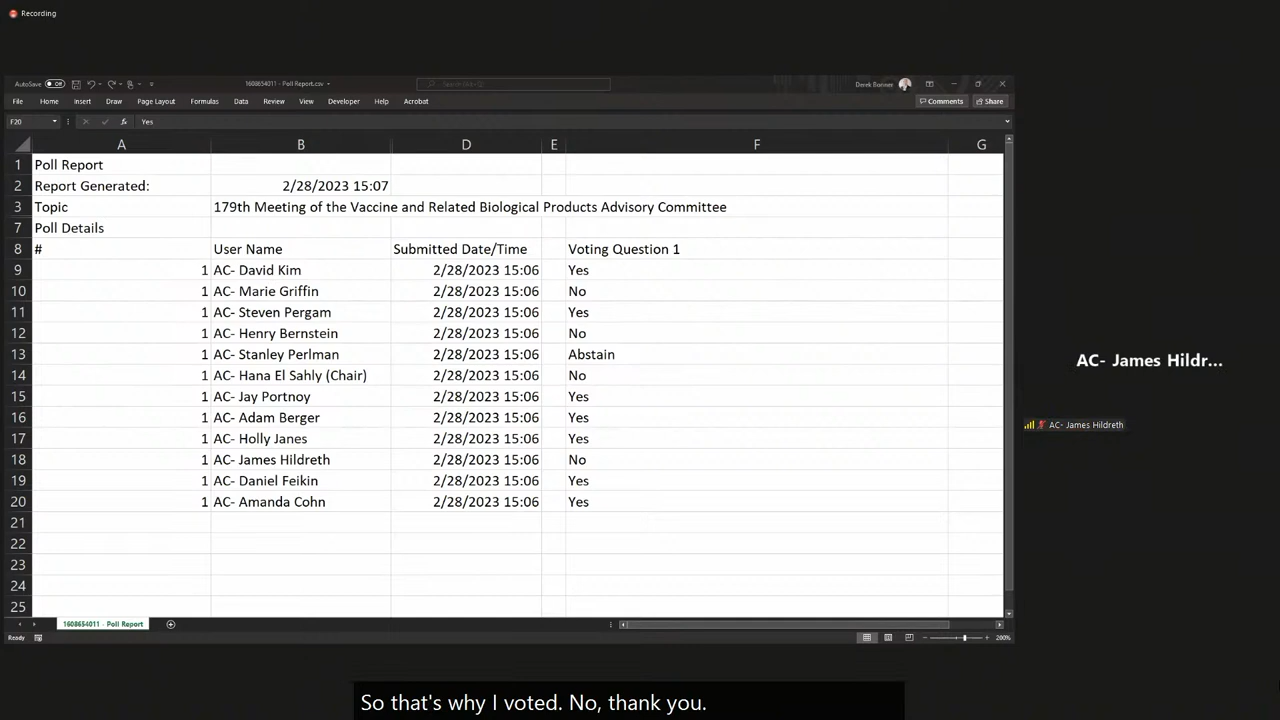 Recording
AutoSave Off 1608654011 - Poll Report.csv Search (Alt+Q) Derek Bonner
File Home Insert Draw Page Layout Formulas Data Review View Developer Help Acrobat Comments Share
F20 fx Yes
A B D E F G
1 Poll Report
2 Report Generated: 2/28/2023 15:07
3 Topic 179th Meeting of the Vaccine and Related Biological Products Advisory Committee
7 Poll Details
8 # User Name Submitted Date/Time Voting Question 1
9 1 AC- David Kim 2/28/2023 15:06 Yes
10 1 AC- Marie Griffin 2/28/2023 15:06 No
11 1 AC- Steven Pergam 2/28/2023 15:06 Yes
12 1 AC- Henry Bernstein 2/28/2023 15:06 No
13 1 AC- Stanley Perlman 2/28/2023 15:06 Abstain
14 1 AC- Hana El Sahly (Chair) 2/28/2023 15:06 No
15 1 AC- Jay Portnoy 2/28/2023 15:06 Yes
16 1 AC- Adam Berger 2/28/2023 15:06 Yes
17 1 AC- Holly Janes 2/28/2023 15:06 Yes
18 1 AC- James Hildreth 2/28/2023 15:06 No
19 1 AC- Daniel Feikin 2/28/2023 15:06 Yes
20 1 AC- Amanda Cohn 2/28/2023 15:06 Yes
21
22
23
24
25
AC- James Hildr...
AC- James Hildreth
1608654011 - Poll Report
Ready 200%
So that's why I voted. No, thank you.